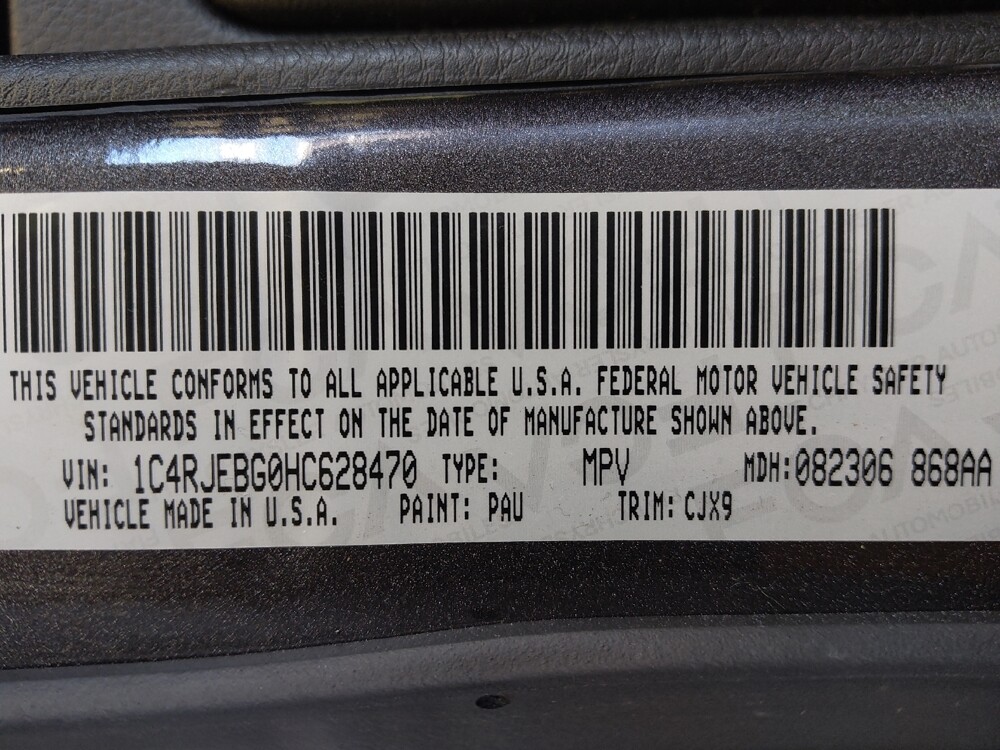 THIS VEHICLE CONFORMS TO ALL APPLICABLE U.S.A. FEDERAL MOTOR VEHICLE SAFETY
STANDARDS IN EFFECT ON THE DATE OF MANUFACTURE SHOWN ABOVE.
VIN: 1C4RJEBG0HC628470 TYPE: MPV MDH:082306 868AA
VEHICLE MADE IN U.S.A. PAINT: PAU TRIM: CJX9